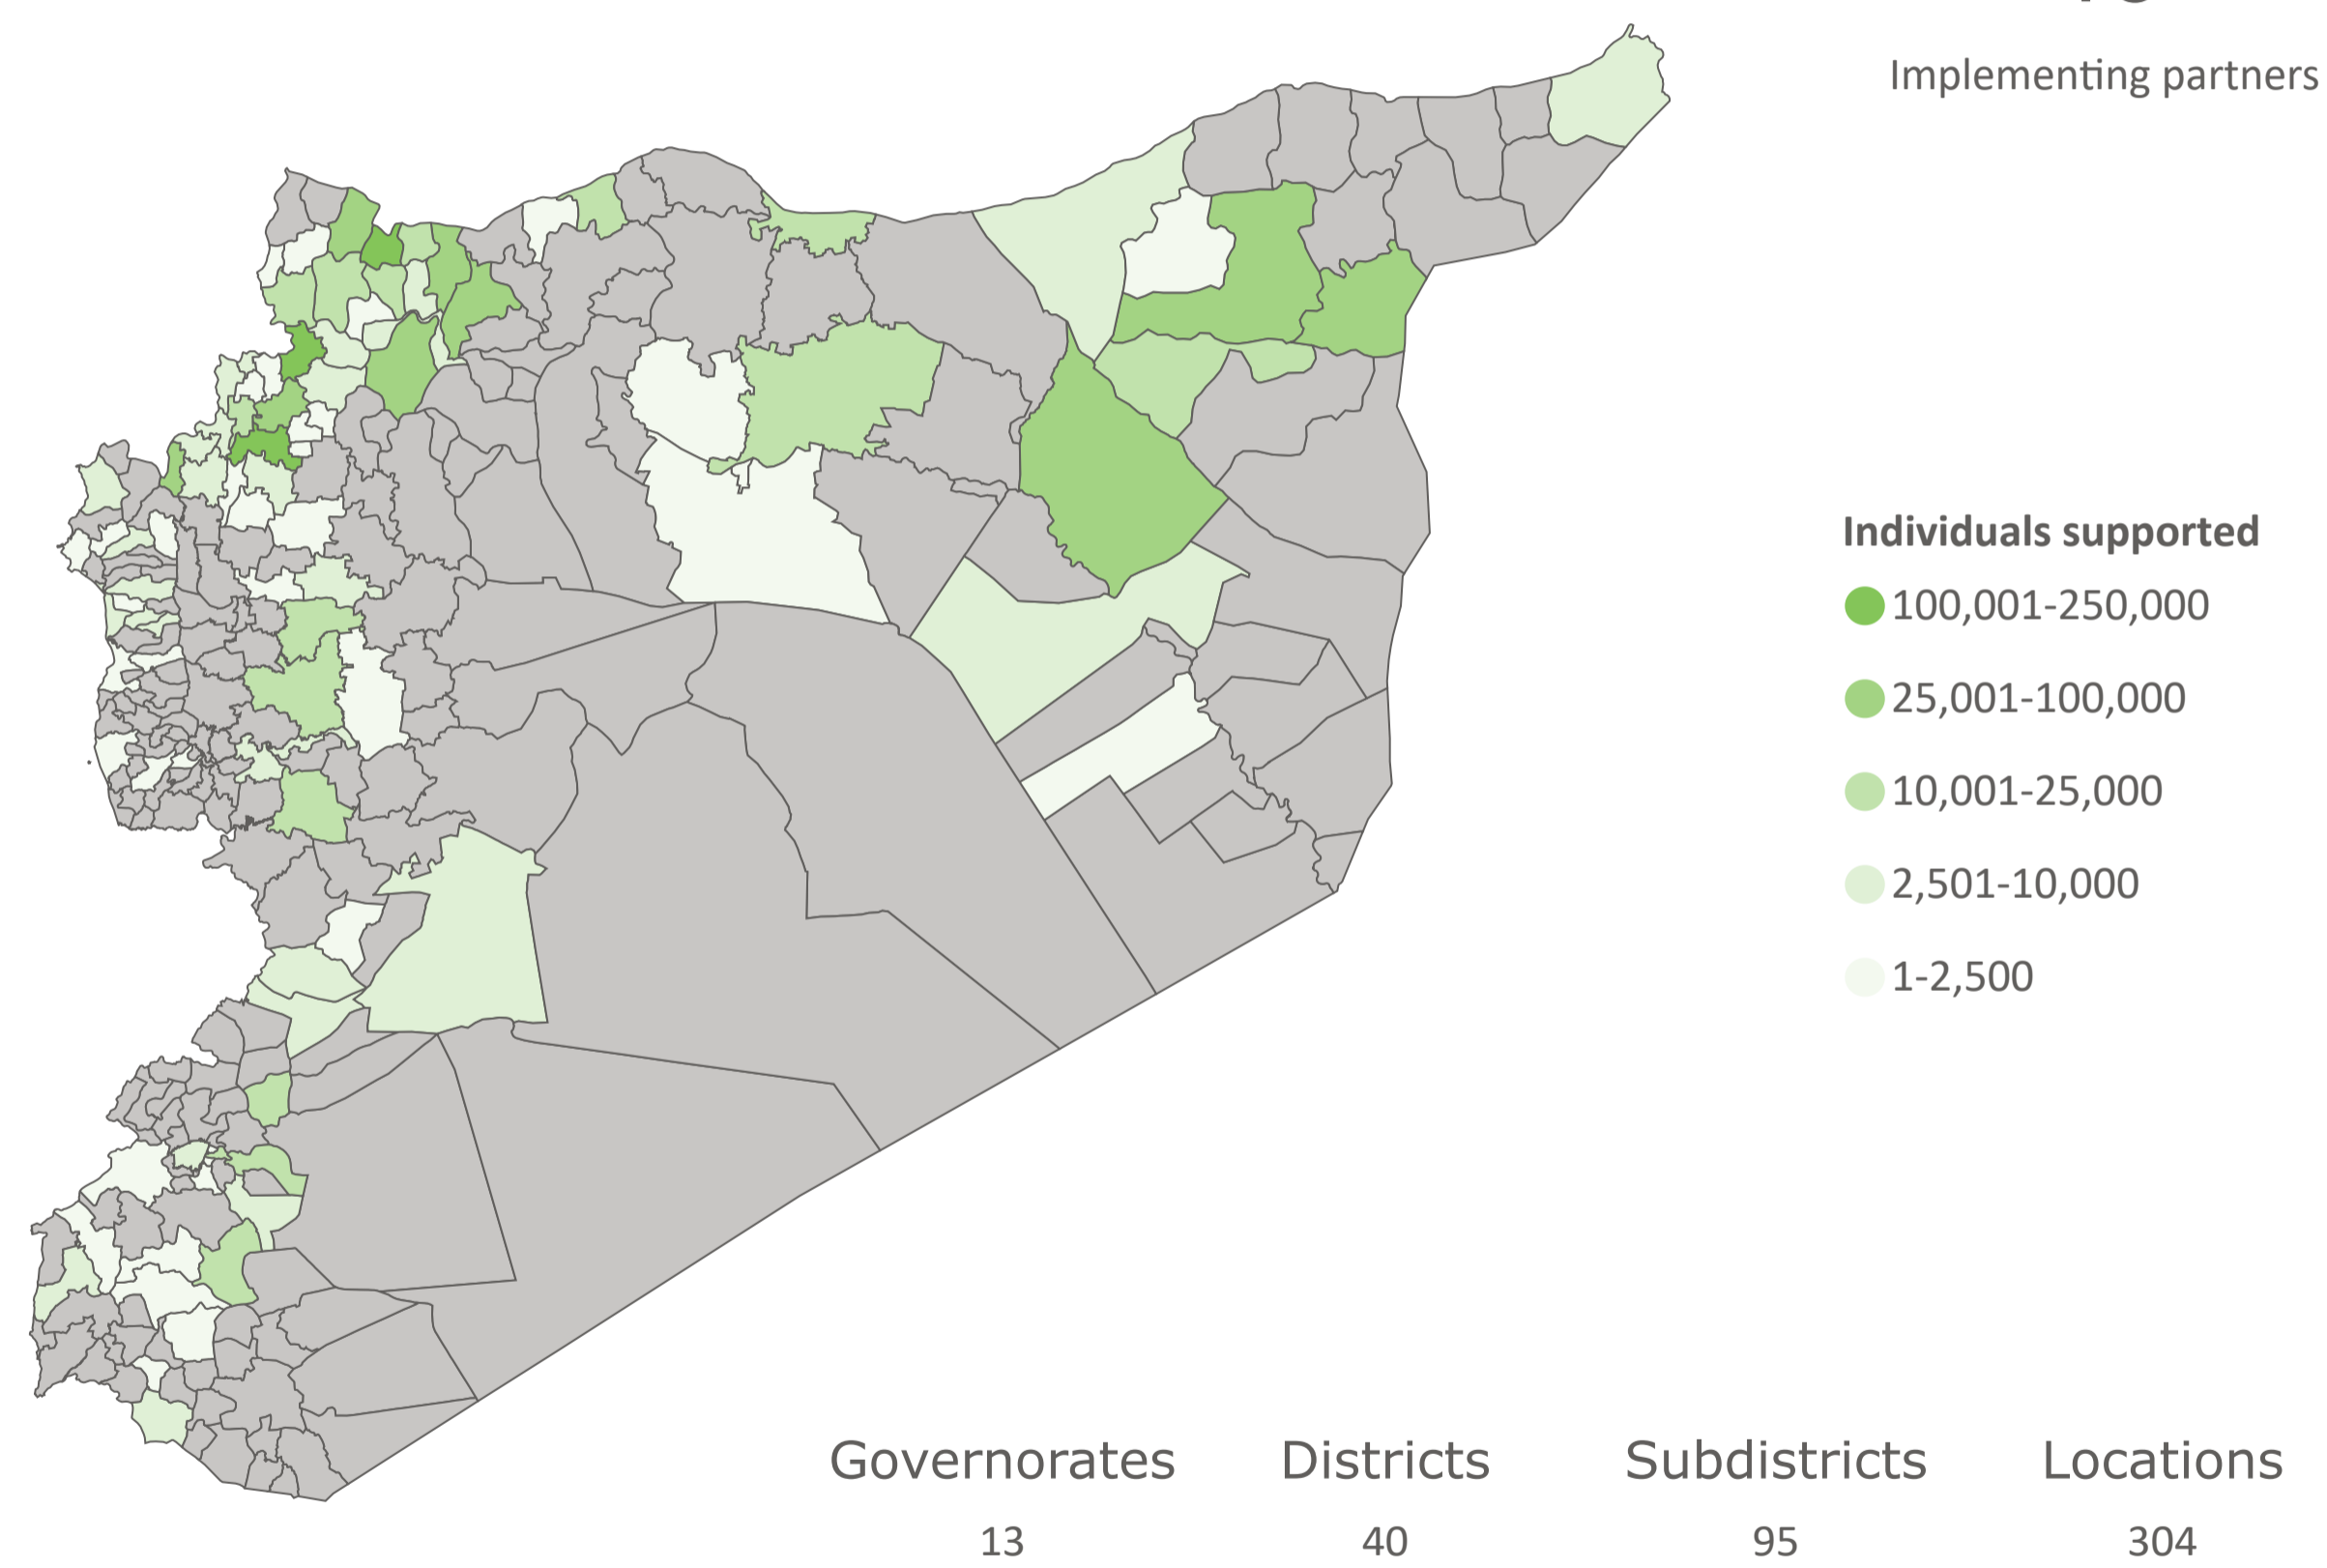 Implementing partners
Individuals supported
100,001-250,000
25,001-100,000
10,001-25,000
2,501-10,000
1-2,500
Governorates Districts Subdistricts Locations
13 40 95 304